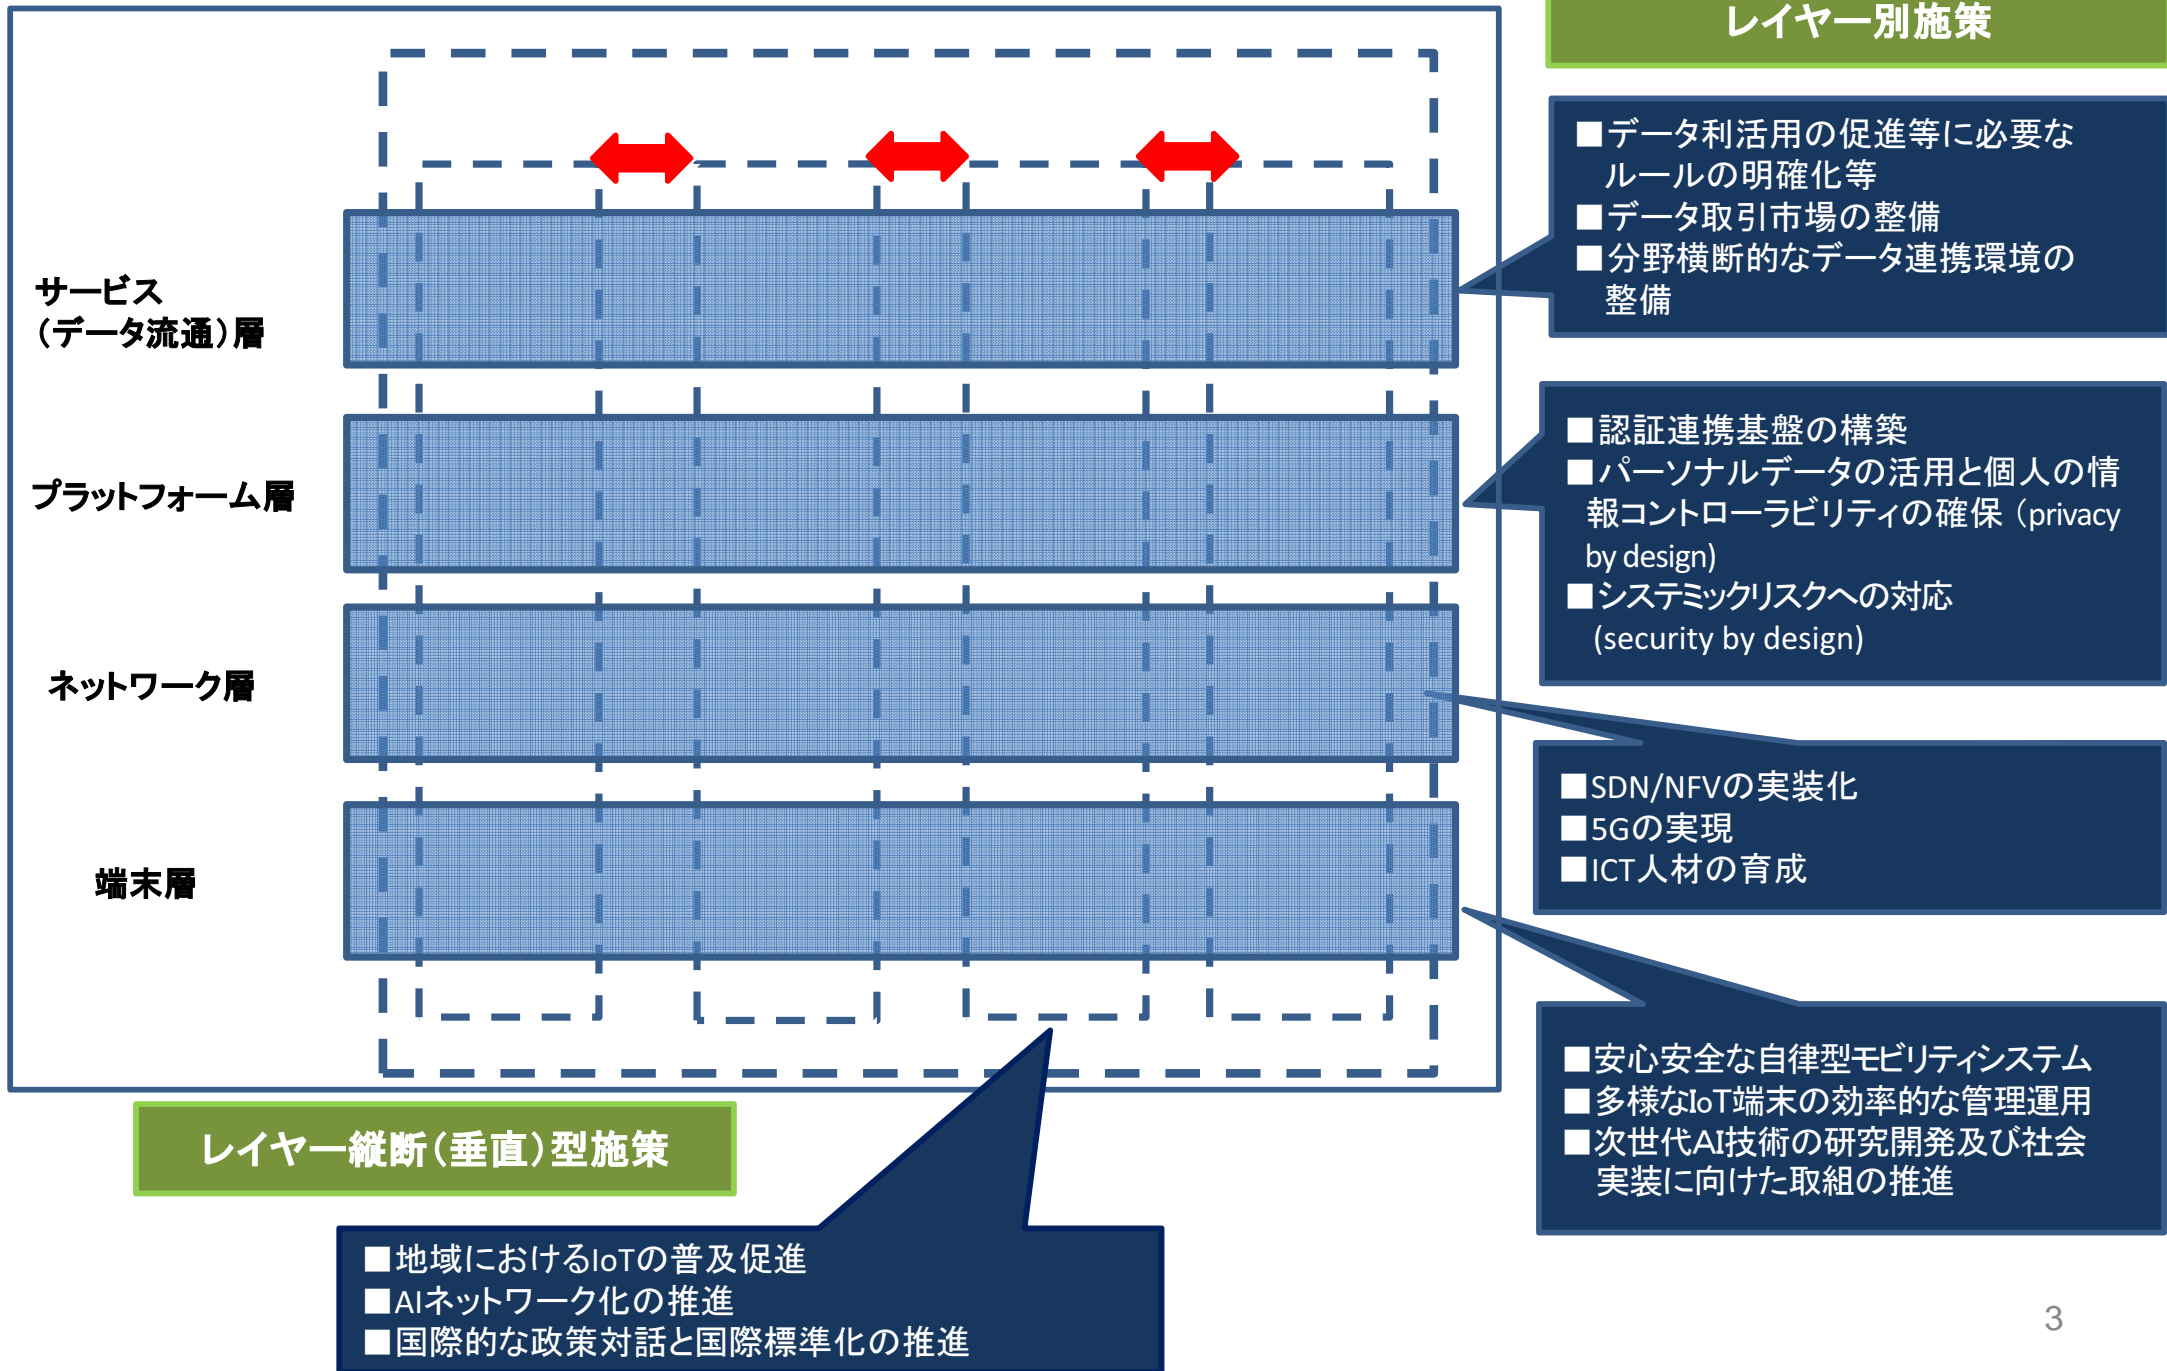 レイヤー別施策
■データ利活用の促進等に必要な
ルールの明確化等
■データ取引市場の整備
■分野横断的なデータ連携環境の
整備
サービス
（データ流通）層
■認証連携基盤の構築
■パーソナルデータの活用と個人の情
報コントローラビリティの確保（privacy
by design)
■システミックリスクへの対応
(security by design)
プラットフォーム層
ネットワーク層
■SDN/NFVの実装化
■5Gの実現
■ICT人材の育成
端末層
■安心安全な自律型モビリティシステム
■多様なIoT端末の効率的な管理運用
■次世代AI技術の研究開発及び社会
実装に向けた取組の推進
レイヤー縦断（垂直）型施策
■地域におけるIoTの普及促進
■AIネットワーク化の推進
■国際的な政策対話と国際標準化の推進
3